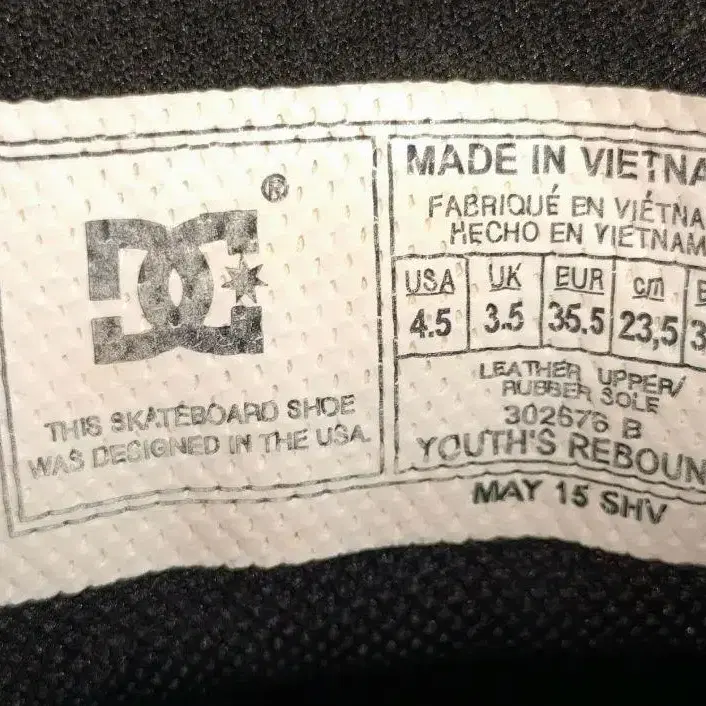 DC®
THIS SKATEBOARD SHOE
WAS DESIGNED IN THE USA.
MADE IN VIETNA
FABRIQUÉ EN VIÉTNA
HECHO EN VIETNAM
USA UK EUR cm
4.5 3.5 35.5 23,5
LEATHER UPPER/
RUBBER SOLE
302676 B
YOUTH'S REBOUN
MAY 15 SHV